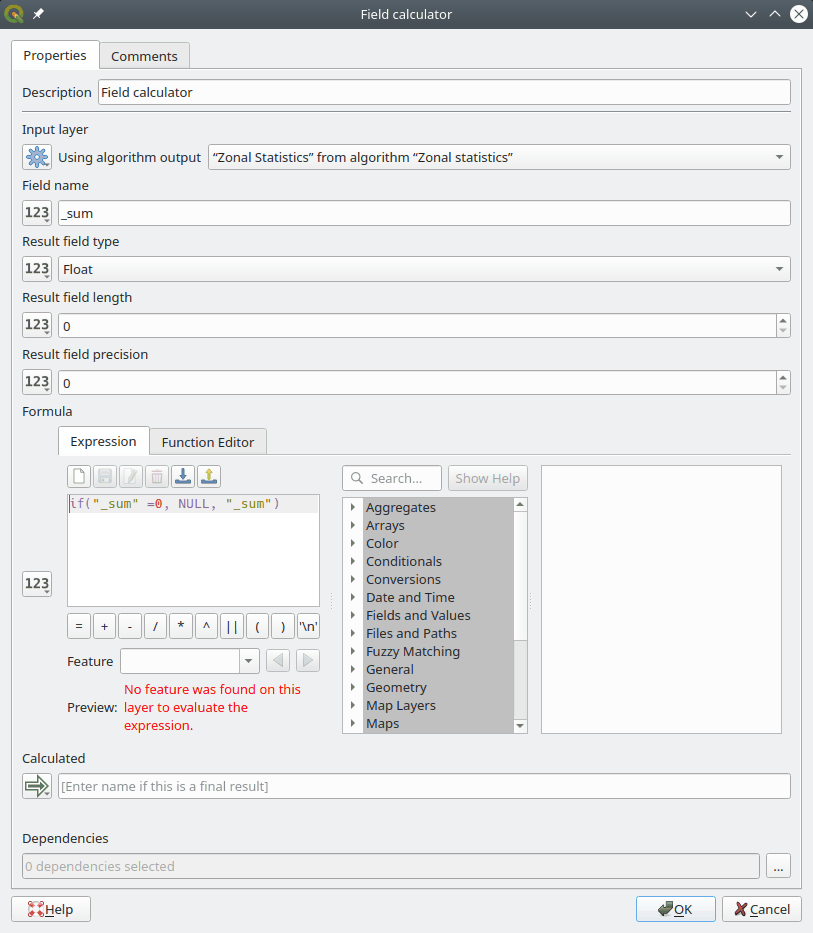 Field calculator
Properties
Comments
Description
Field calculator
Input layer
Using algorithm output
“Zonal Statistics” from algorithm “Zonal statistics”
Field name
123
_sum
Result field type
123
Float
Result field length
123
0
Result field precision
123
0
Formula
Expression
Function Editor
Search...
Show Help
if("_sum" =0, NULL, "_sum")
Aggregates
Arrays
Color
Conditionals
Conversions
Date and Time
Fields and Values
Files and Paths
Fuzzy Matching
General
Geometry
Map Layers
Maps
123
= + - / * ^ || ( ) '\n'
Feature
Preview:
No feature was found on this
layer to evaluate the
expression.
Calculated
[Enter name if this is a final result]
Dependencies
0 dependencies selected
...
Help
OK
Cancel